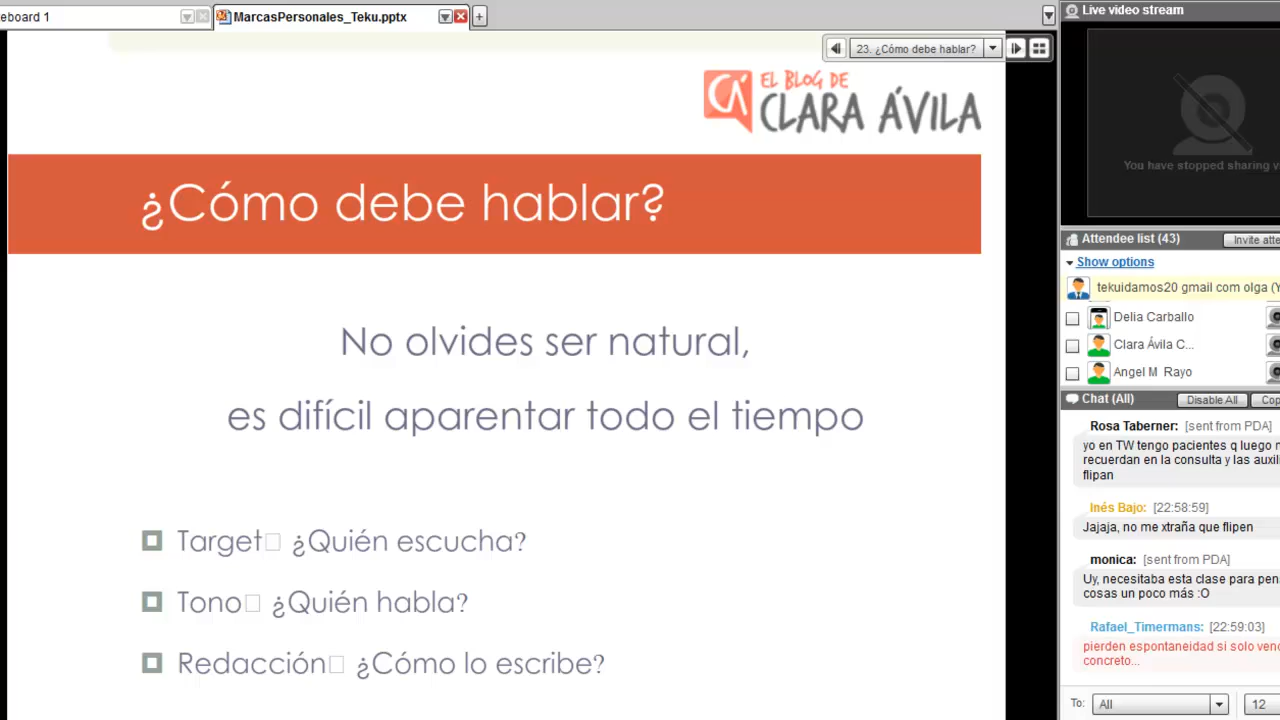 eboard 1
MarcasPersonales_Teku.pptx
23. ¿Cómo debe hablar?
CÁ
EL BLOG DE
CLARA ÁVILA
¿Cómo debe hablar?
No olvides ser natural,
es difícil aparentar todo el tiempo
Target ¿Quién escucha?
Tono ¿Quién habla?
Redacción ¿Cómo lo escribe?
Live video stream
You have stopped sharing
Attendee list (43)
Invite atte
Show options
tekuidamos20 gmail com olga (Y
Delia Carballo
Clara Ávila C...
Angel M Rayo
Chat (All)
Disable All
Cop
Rosa Taberner: [sent from PDA]
yo en TW tengo pacientes q luego
recuerdan en la consulta y las auxil
flipan
Inés Bajo: [22:58:59]
Jajaja, no me xtraña que flipen
monica: [sent from PDA]
Uy, necesitaba esta clase para pen
cosas un poco más :O
Rafael_Timermans: [22:59:03]
pierden espontaneidad si solo venc
concreto...
To:
All
12